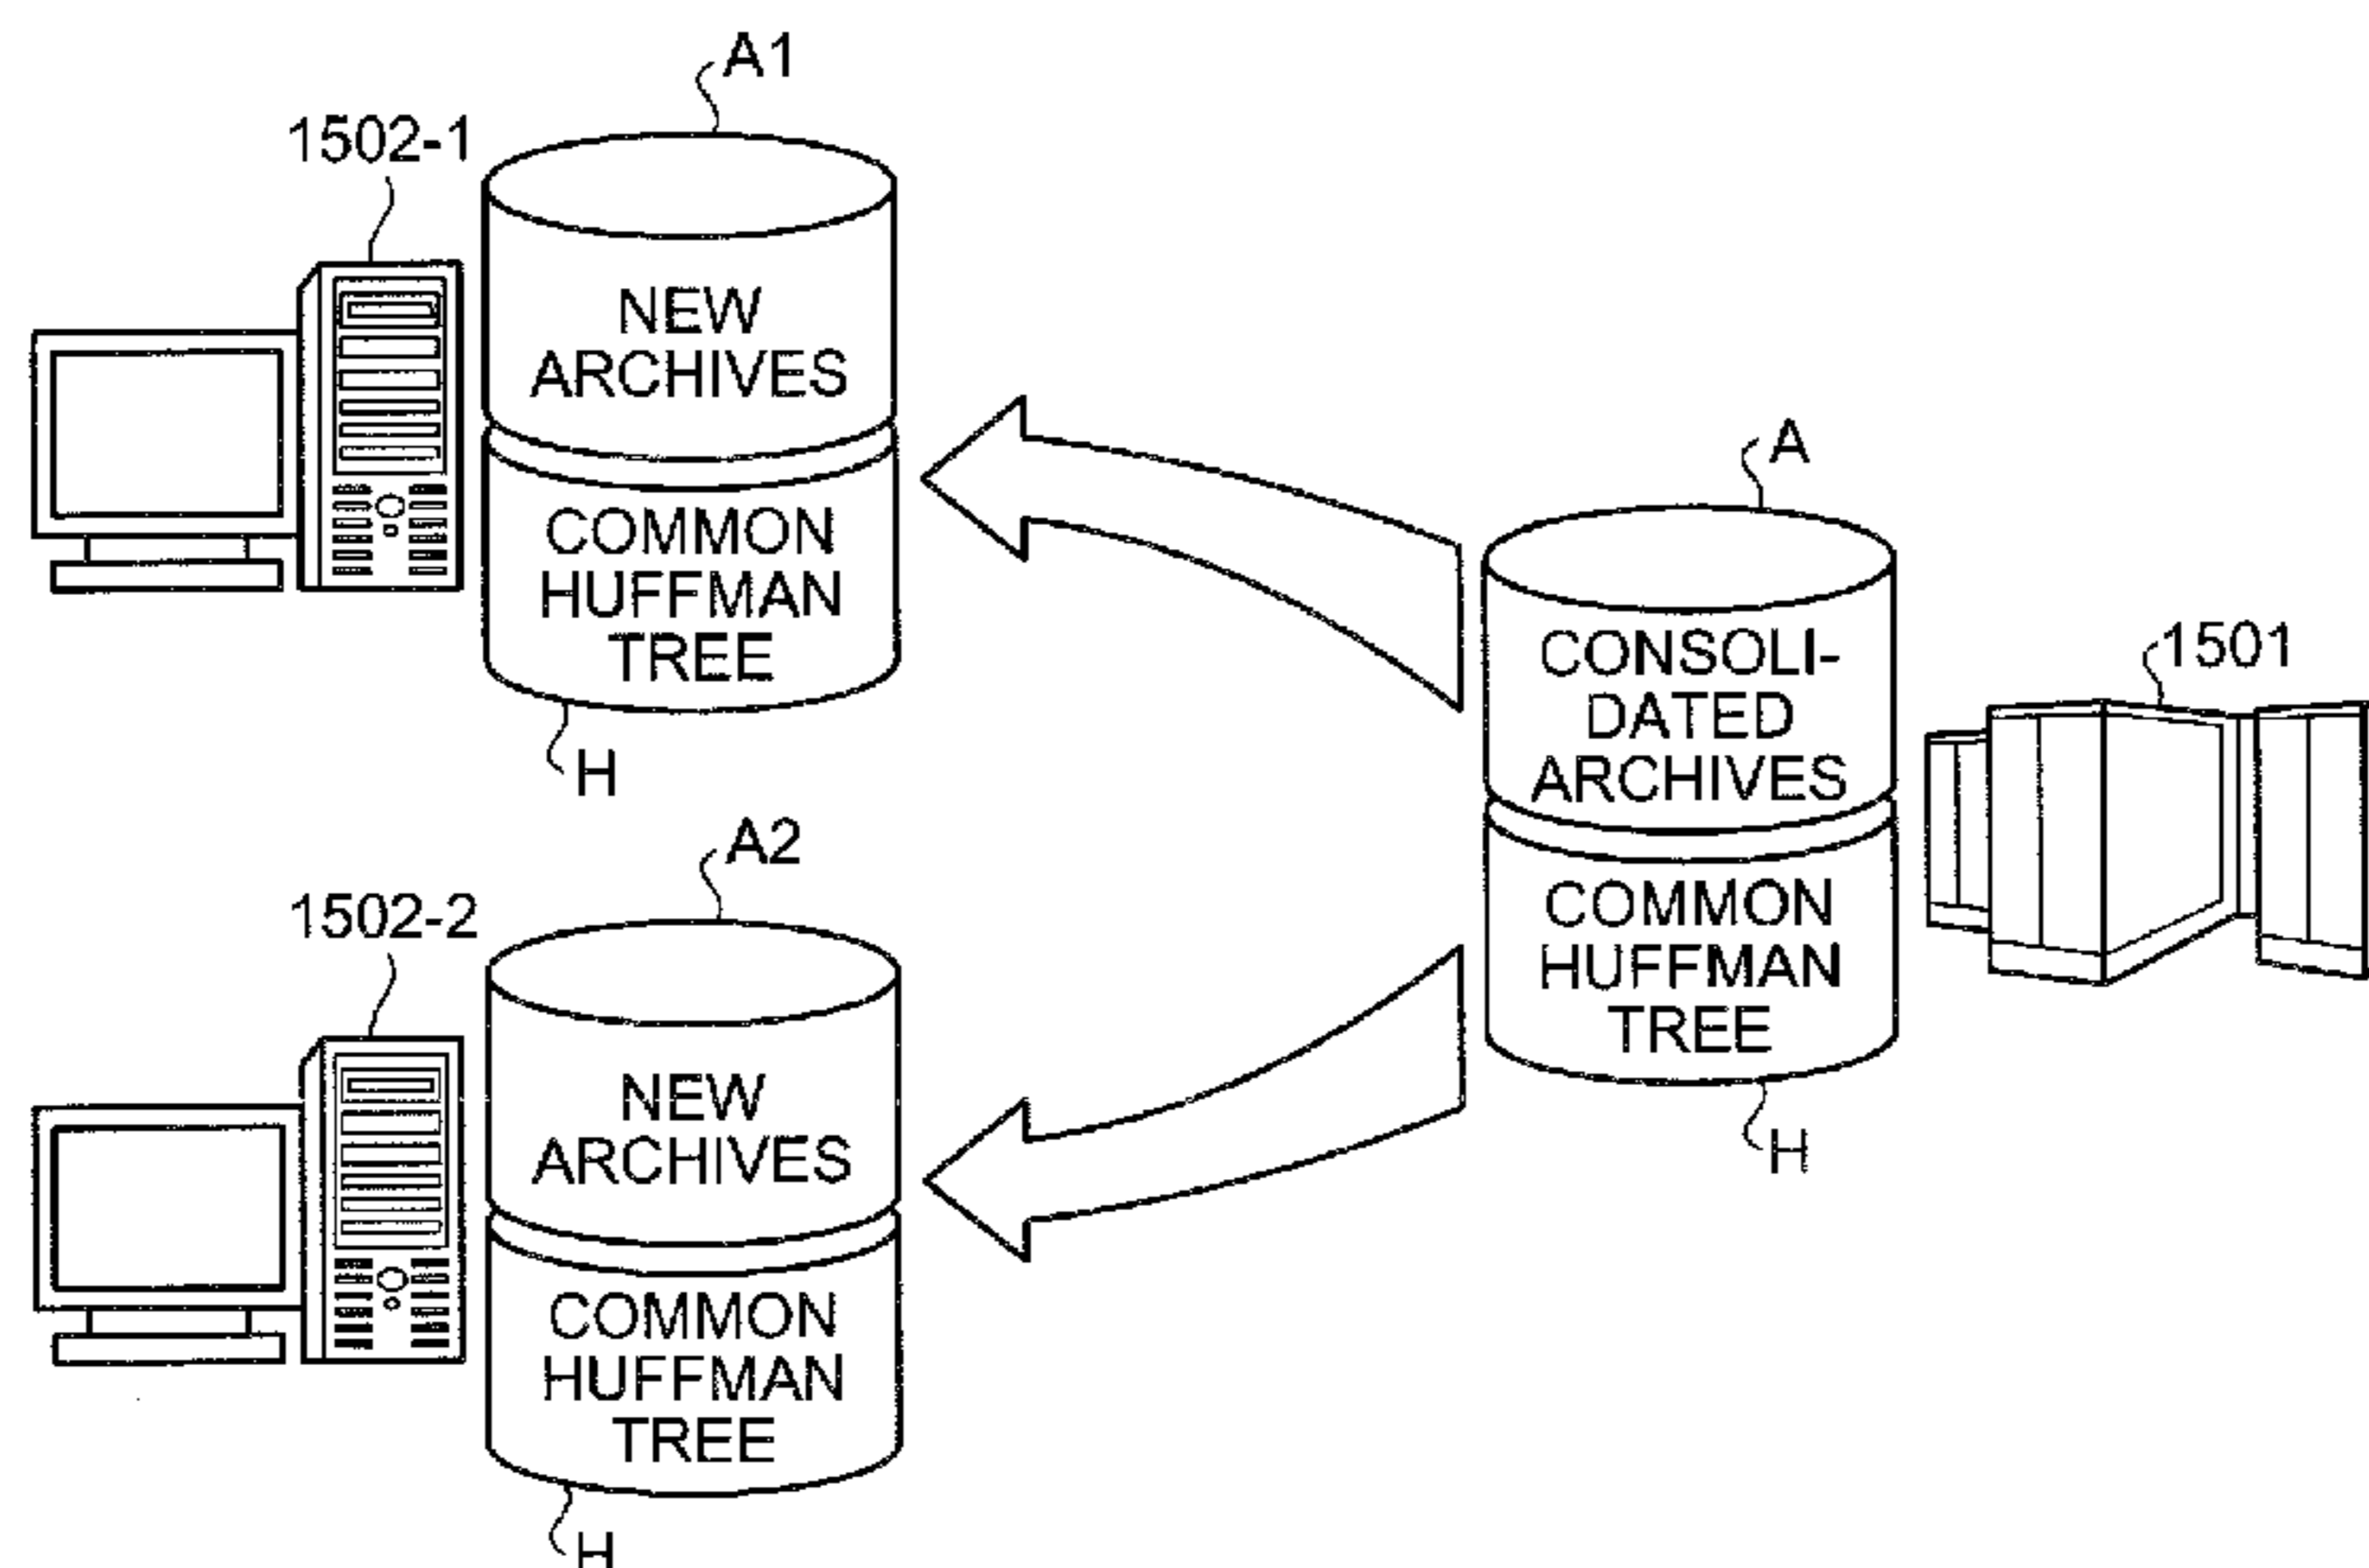 A1
1502-1
NEW
ARCHIVES
COMMON
HUFFMAN
TREE
H
A2
1502-2
NEW
ARCHIVES
COMMON
HUFFMAN
TREE
H
A
CONSOLI-
DATED
ARCHIVES
COMMON
HUFFMAN
TREE
H
1501